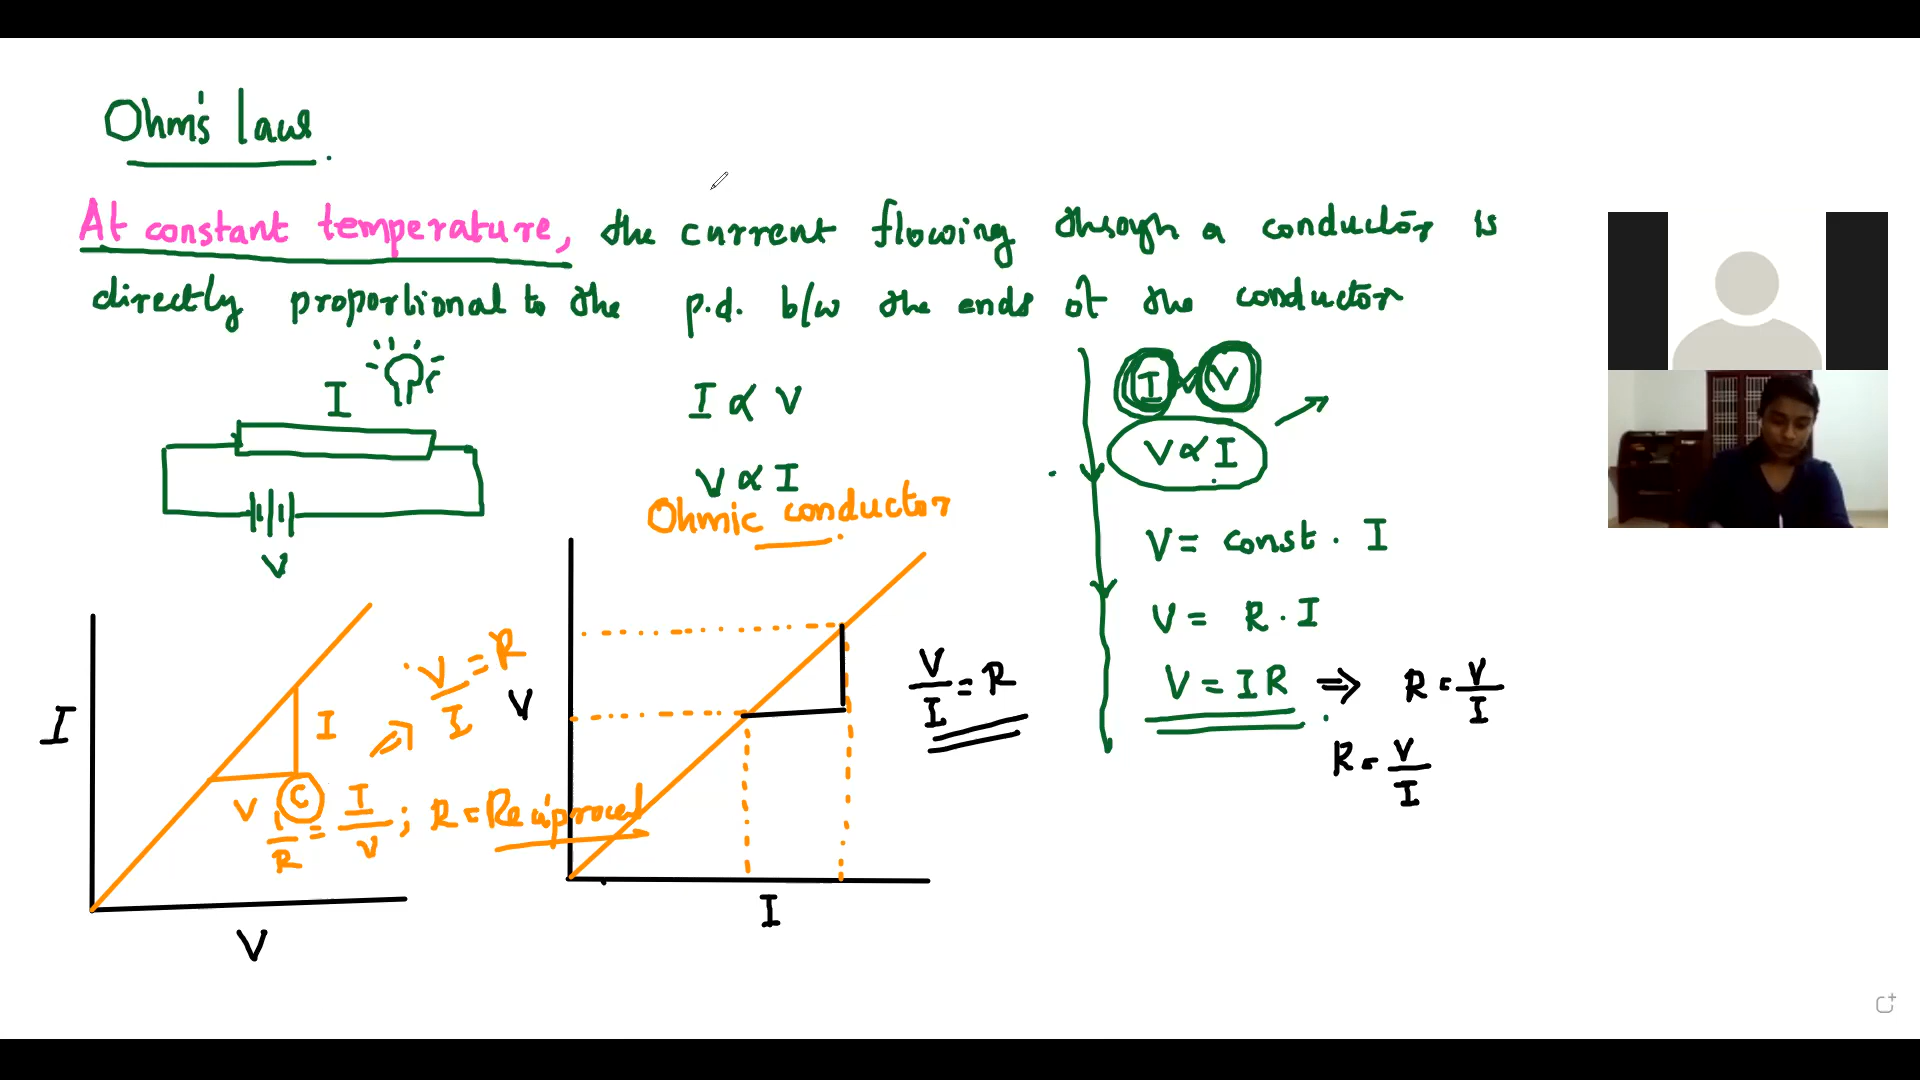 Ohm's law
At constant temperature, the current flowing through a conductor is
directly proportional to the p.d. b/w the ends of the conductor
I
V
I ∝ V
V ∝ I
I ∝ V
V ∝ I
V = const · I
V = R · I
V = I R ⇒ R = V/I
R = V/I
Ohmic conductor
V
I
V/I = R
I
V
I
V
C
1/R = I/V ; R = Reciprocal
V/I = R